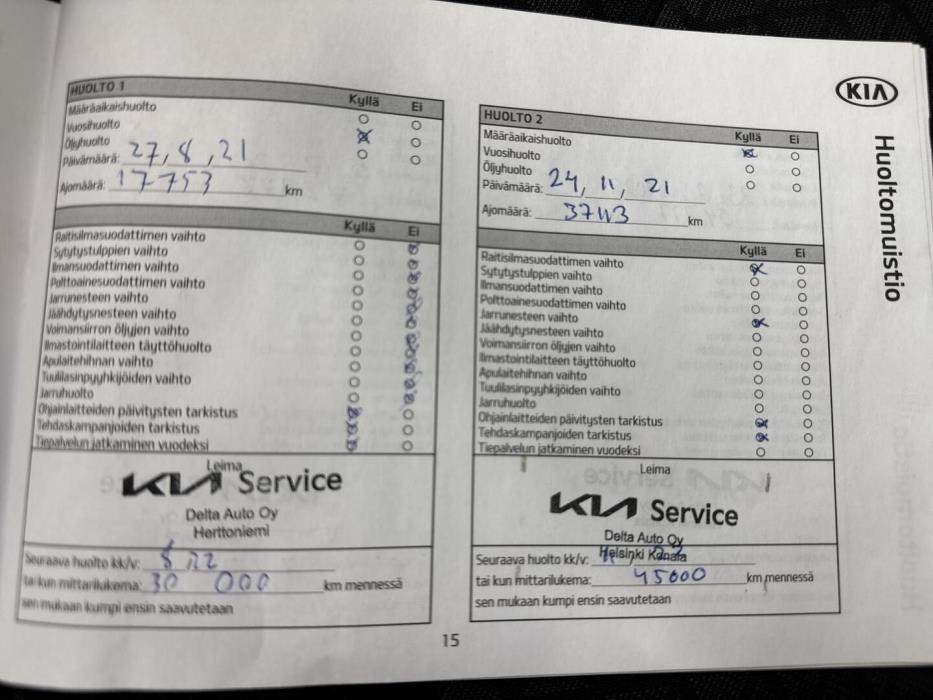 HUOLTO 1
Kyllä Ei
Määräaikaishuolto
Vuosihuolto
Öljyhuolto
Päivämäärä: 27,8,21
Ajomäärä: 17753 km
Kyllä Ei
Raitisilmasuodattimen vaihto
Sytytystulppien vaihto
Ilmansuodattimen vaihto
Polttoainesuodattimen vaihto
Jarrunesteen vaihto
Jäähdytysnesteen vaihto
Voimansiirron öljyjen vaihto
Ilmastointilaitteen täyttöhuolto
Apulaitehihnan vaihto
Tuulilasinpyyhkijöiden vaihto
Jarruhuolto
Ohjainlaitteiden päivitysten tarkistus
Tehdaskampanjoiden tarkistus
Tiepalvelun jatkaminen vuodeksi
Leima
KIA Service
Delta Auto Oy
Herttoniemi
Seuraava huolto kk/v: 8,22
tai kun mittarilukema: 30 000 km mennessä
sen mukaan kumpi ensin saavutetaan
HUOLTO 2
Kyllä Ei
Määräaikaishuolto
Vuosihuolto
Öljyhuolto
Päivämäärä: 24, 11, 21
Ajomäärä: km
Kyllä Ei
Raitisilmasuodattimen vaihto
Sytytystulppien vaihto
Ilmansuodattimen vaihto
Polttoainesuodattimen vaihto
Jarrunesteen vaihto
Jäähdytysnesteen vaihto
Voimansiirron öljyjen vaihto
Ilmastointilaitteen täyttöhuolto
Apulaitehihnan vaihto
Tuulilasinpyyhkijöiden vaihto
Jarruhuolto
Ohjainlaitteiden päivitysten tarkistus
Tehdaskampanjoiden tarkistus
Tiepalvelun jatkaminen vuodeksi
Leima
KIA Service
Delta Auto Oy
Helsinki Konala
Seuraava huolto kk/v:
tai kun mittarilukema: 45000 km mennessä
sen mukaan kumpi ensin saavutetaan
KIA
Huoltomuistio
15